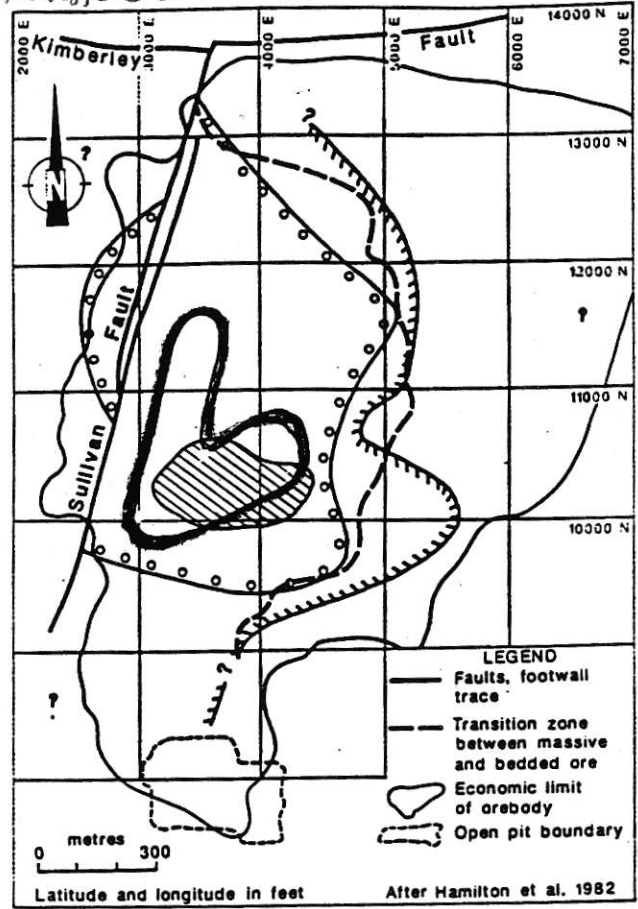 2000 E
3000 E
4000 E
5000 E
6000 E
7000 E
14000 N
Kimberley
Fault
?
13000 N
?
N
12000 N
Fault
?
11000 N
Sullivan
10000 N
?
?
LEGEND
Faults, footwall
trace
Transition zone
between massive
and bedded ore
Economic limit
of orebody
Open pit boundary
metres
0 300
Latitude and longitude in feet
After Hamilton et al. 1982